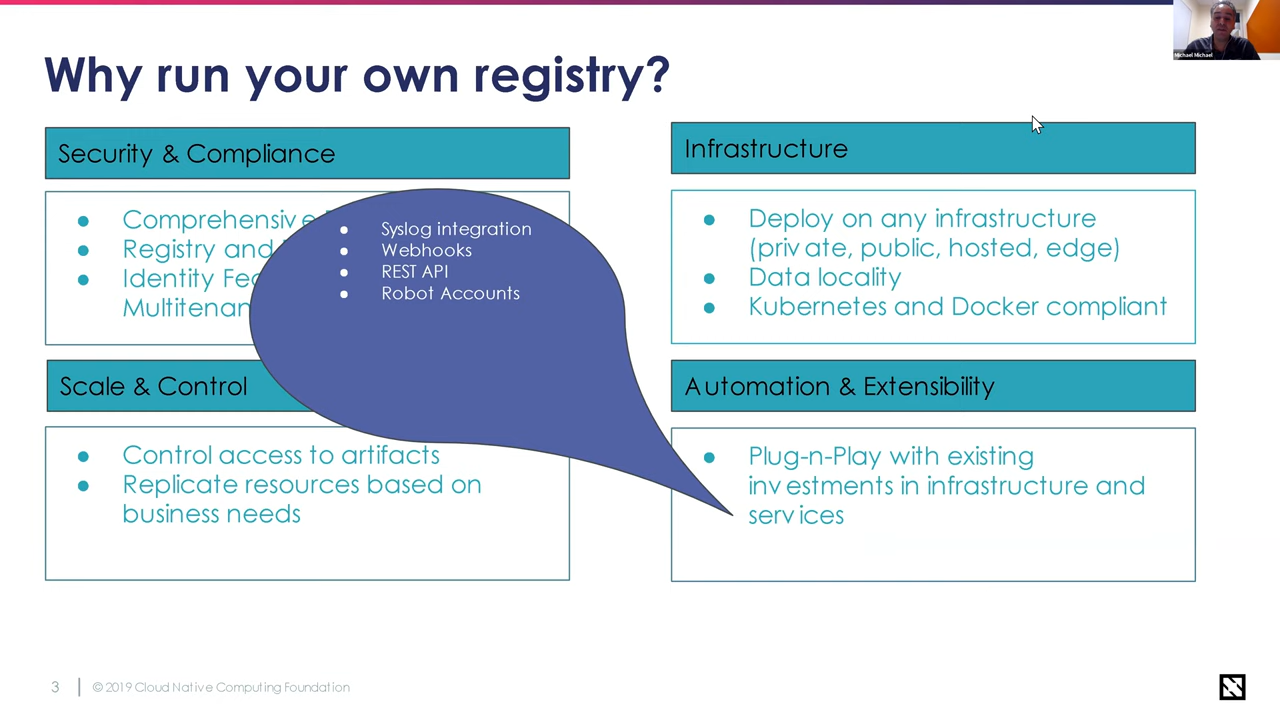 Michael Michael
Why run your own registry?
Security & Compliance
Comprehensive
Registry and
Identity
Multitenan
Syslog integration
Webhooks
REST API
Robot Accounts
Scale & Control
Control access to artifacts
Replicate resources based on
business needs
Infrastructure
Deploy on any infrastructure
(private, public, hosted, edge)
Data locality
Kubernetes and Docker compliant
Automation & Extensibility
Plug-n-Play with existing
investments in infrastructure and
services
3
© 2019 Cloud Native Computing Foundation